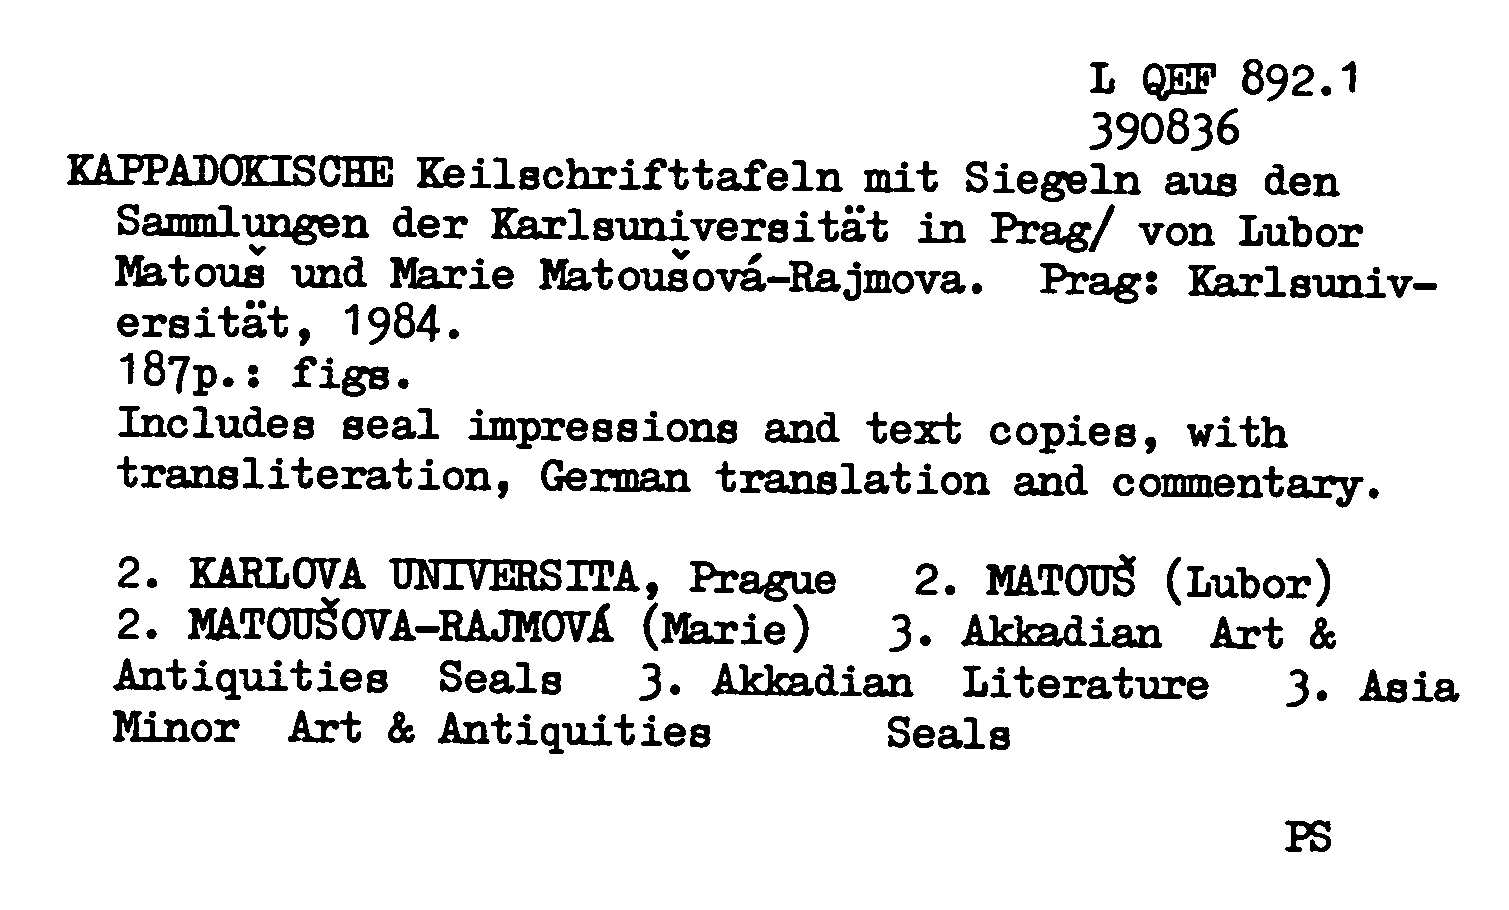 L QEF 892.1
390836
KAPPADOKISCHE Keilschrifttafeln mit Siegeln aus den
Sammlungen der Karlsuniversität in Prag/ von Lubor
Matouš und Marie Matoušová-Rajmova. Prag: Karlsuniv-
ersität, 1984.
187p.: figs.
Includes seal impressions and text copies, with
transliteration, German translation and commentary.
2. KARLOVA UNIVERSITA, Prague 2. MATOUŠ (Lubor)
2. MATOUŠOVA-RAJMOVÁ (Marie) 3. Akkadian Art &
Antiquities Seals 3. Akkadian Literature 3. Asia
Minor Art & Antiquities Seals
PS